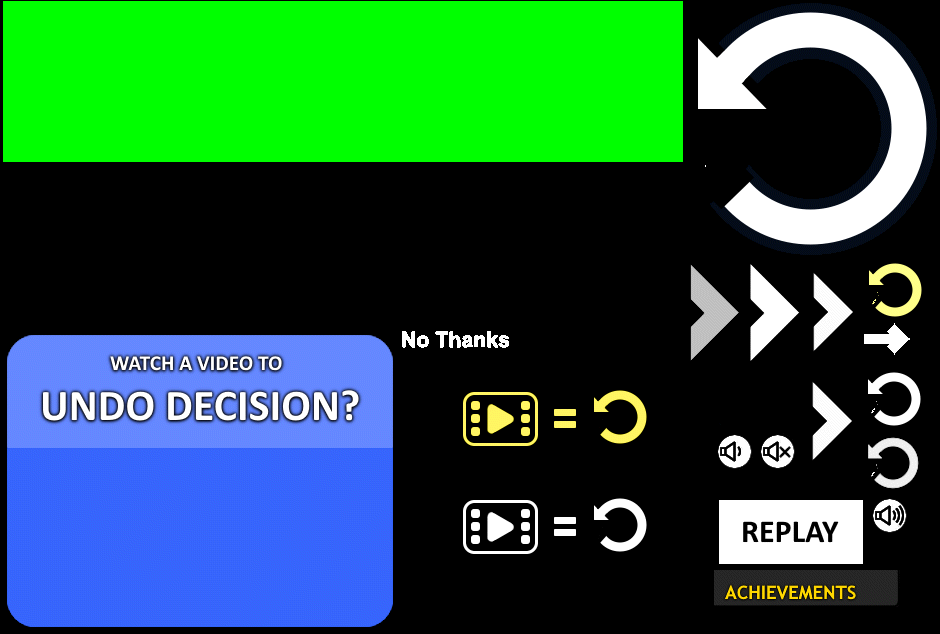 No Thanks
WATCH A VIDEO TO
UNDO DECISION?
REPLAY
ACHIEVEMENTS